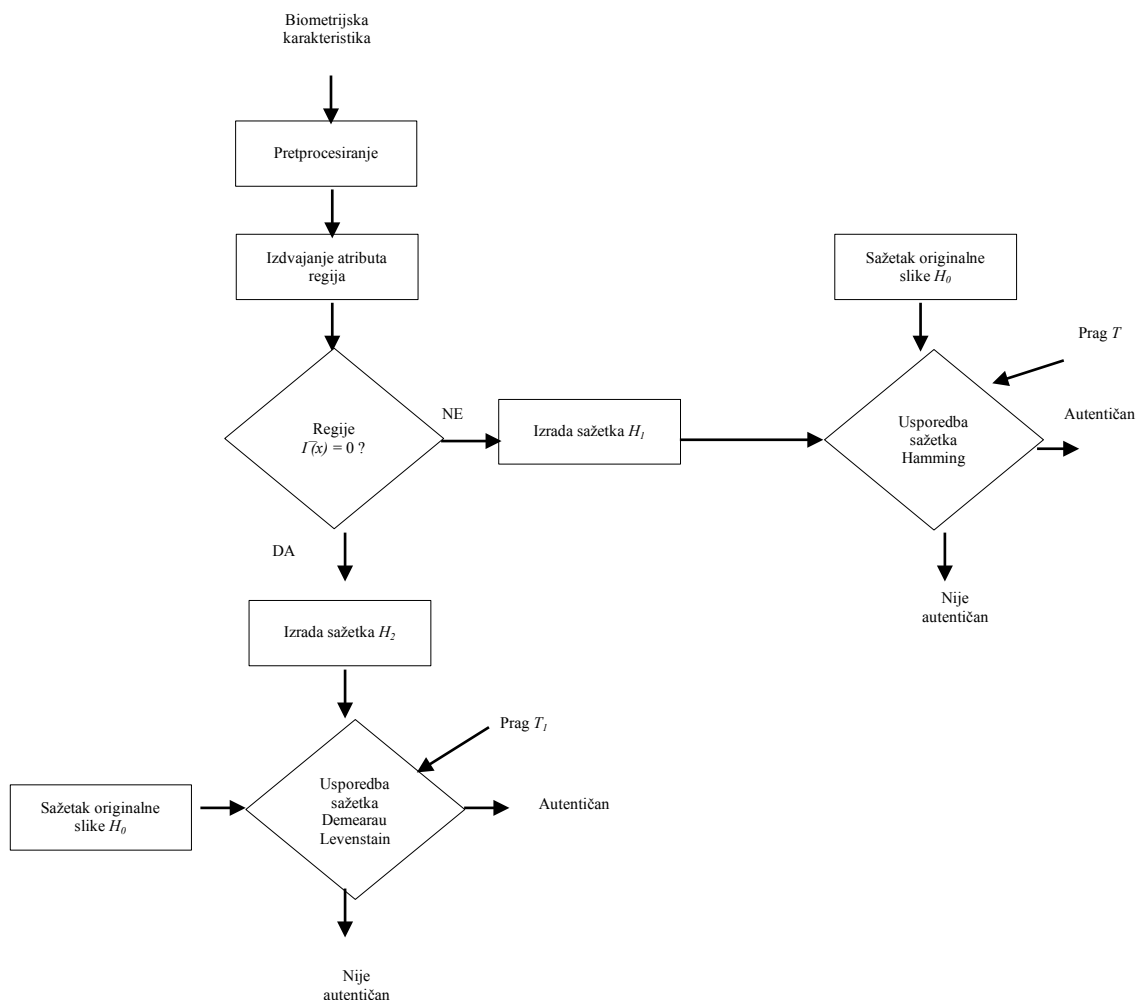 Biometrijska
karakteristika
Pretprocesiranje
Izdvajanje atributa
regija
Sažetak originalne
slike H₀
Prag T
Regije
I̅(x) = 0 ?
NE
Izrada sažetka H₁
Usporedba
sažetka
Hamming
Autentičan
DA
Nije
autentičan
Izrada sažetka H₂
Prag T₁
Usporedba
sažetka
Demearau
Levenstain
Autentičan
Sažetak originalne
slike H₀
Nije
autentičan